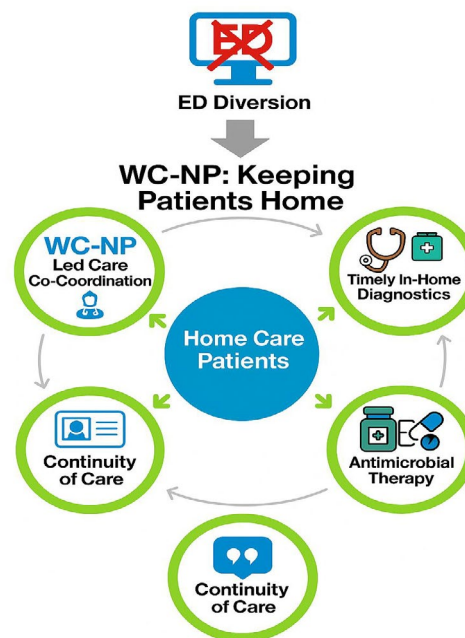 ED
ED Diversion
WC-NP: Keeping
Patients Home
WC-NP
Led Care
Co-Coordination
Timely In-Home
Diagnostics
Home Care
Patients
Continuity
of Care
Antimicrobial
Therapy
Continuity
of Care